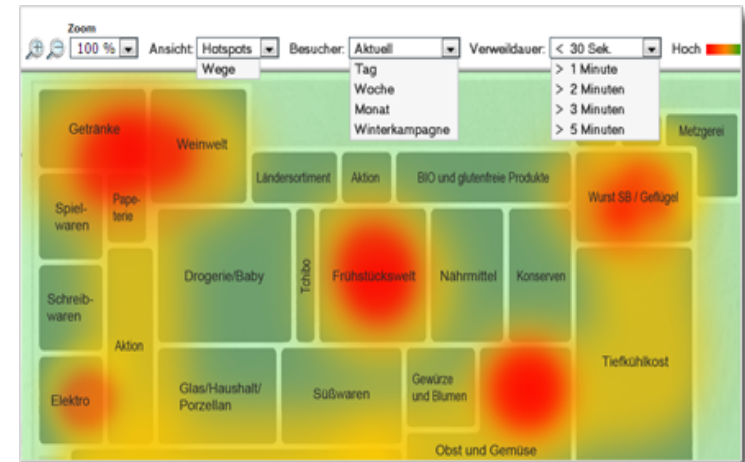 Zoom
100 % Ansicht: Hotspots Besucher: Aktuell Verweildauer: < 30 Sek. Hoch
Wege Tag > 1 Minute
Woche > 2 Minuten
Monat > 3 Minuten
Winterkampagne > 5 Minuten
Getränke
Weinwelt
Metzgerei
Ländersortiment Aktion BIO und glutenfreie Produkte
Wurst SB / Geflügel
Spiel-
waren
Pape-
terie
Drogerie/Baby
Tchibo
Frühstückswelt
Nährmittel
Konserven
Schreib-
waren
Aktion
Tiefkühlkost
Elektro
Glas/Haushalt/
Porzellan
Süßwaren
Gewürze
und Blumen
Obst und Gemüse